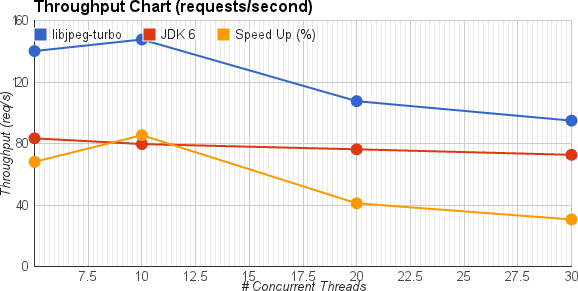 Throughput Chart (requests/second)
160
libjpeg-turbo JDK 6 Speed Up (%)
120
80
40
0
Throughput (req/s)
7.5 10 12.5 15 17.5 20 22.5 25 27.5 30
# Concurrent Threads